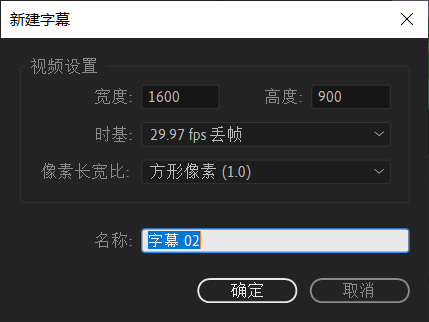 新建字幕
视频设置
宽度: 1600 高度: 900
时基: 29.97 fps 丢帧
像素长宽比: 方形像素 (1.0)
名称: 字幕 02
确定 取消